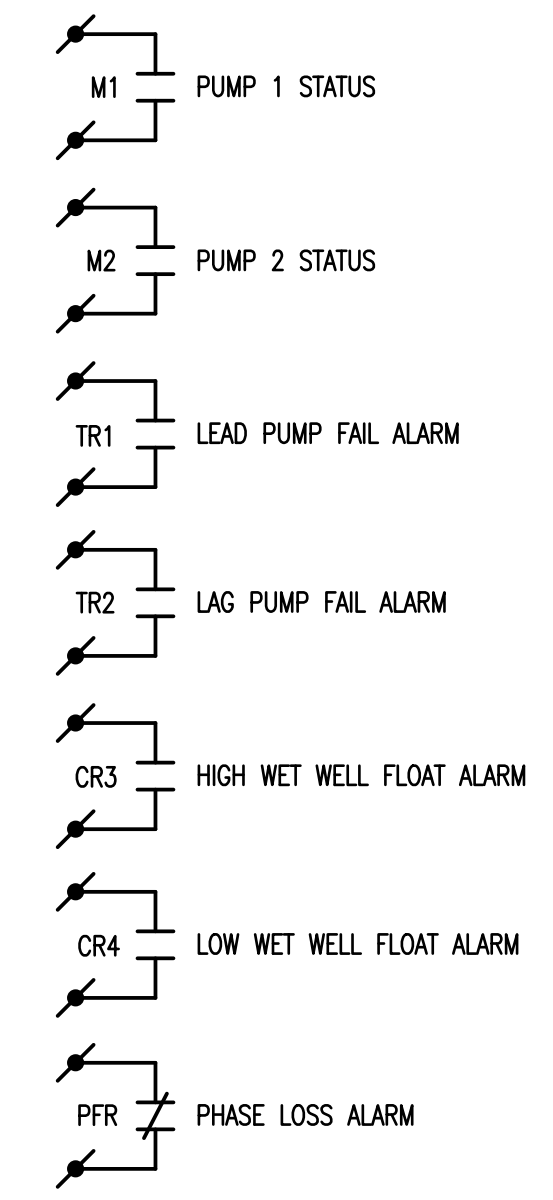 M1 PUMP 1 STATUS
M2 PUMP 2 STATUS
TR1 LEAD PUMP FAIL ALARM
TR2 LAG PUMP FAIL ALARM
CR3 HIGH WET WELL FLOAT ALARM
CR4 LOW WET WELL FLOAT ALARM
PFR PHASE LOSS ALARM